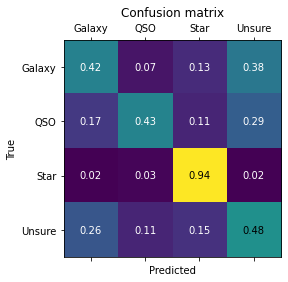 Confusion matrix
Galaxy QSO Star Unsure
Galaxy 0.42 0.07 0.13 0.38
QSO 0.17 0.43 0.11 0.29
Star 0.02 0.03 0.94 0.02
Unsure 0.26 0.11 0.15 0.48
True
Predicted